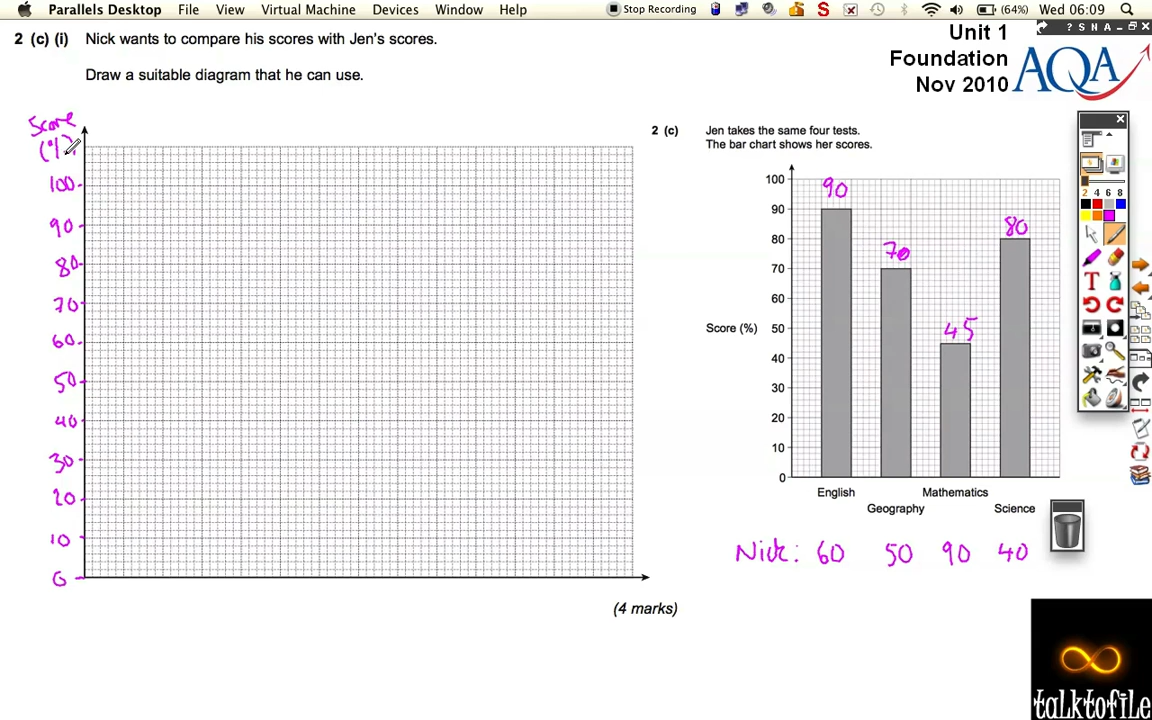 Parallels Desktop File View Virtual Machine Devices Window Help Stop Recording S (64%) Wed 06:09
? S N A
2 (c) (i) Nick wants to compare his scores with Jen's scores.
Draw a suitable diagram that he can use.
Unit 1
Foundation
Nov 2010
AQA
Score
(%)
100
90
80
70
60
50
40
30
20
10
0
(4 marks)
2 (c) Jen takes the same four tests.
The bar chart shows her scores.
100
90
80
70
60
50
40
30
20
10
0
Score (%)
90
70
45
80
English
Geography
Mathematics
Science
Nick: 60 50 90 40
2 4 6 8
T
talktofile